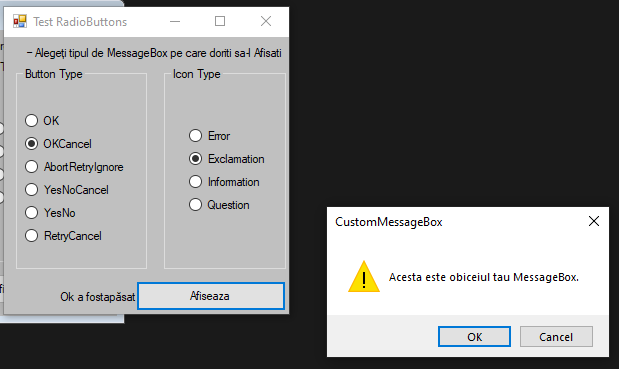 Test RadioButtons
– Alegeți tipul de MessageBox pe care doriti sa-l Afisati
Button Type
Icon Type
OK
OKCancel
AbortRetryIgnore
YesNoCancel
YesNo
RetryCancel
Error
Exclamation
Information
Question
Ok a fostapăsat
Afiseaza
CustomMessageBox
Acesta este obiceiul tau MessageBox.
OK
Cancel